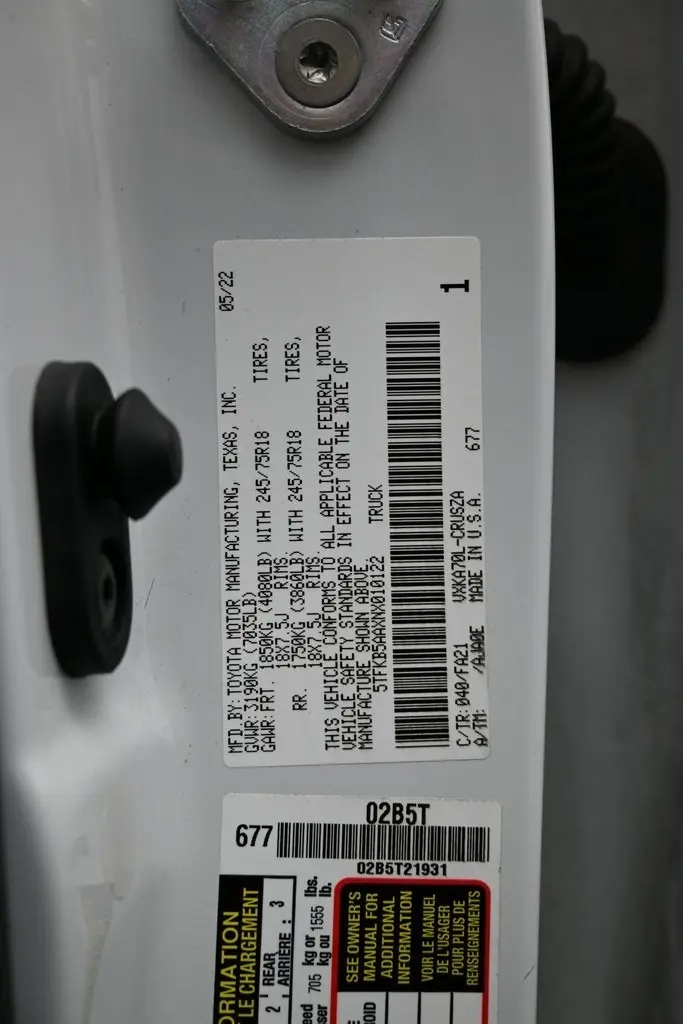 MFD.BY: TOYOTA MOTOR MANUFACTURING, TEXAS, INC. 05/22
GVWR: 3190KG (7035LB)
GAWR: FRT. 1850KG (4080LB) WITH 245/75R18 TIRES,
18X7.5J RIMS.
RR. 1750KG (3860LB) WITH 245/75R18 TIRES,
18X7.5J RIMS.
THIS VEHICLE CONFORMS TO ALL APPLICABLE FEDERAL MOTOR
VEHICLE SAFETY STANDARDS IN EFFECT ON THE DATE OF
MANUFACTURE SHOWN ABOVE.
5TFKB5AAXNX010122 TRUCK
1
C/TR: 040/FA21 VXKA70L-CRUSZA
A/TM: /AJA0E MADE IN U.S.A. 677
02B5T
677
02B5T21931
ORMATION
LE CHARGEMENT
2 REAR
ARRIÈRE : 3
705 kg or 1555 lbs.
kg ou lb.
SEE OWNER'S
MANUAL FOR
ADDITIONAL
INFORMATION
VOIR LE MANUEL
DE L'USAGER
POUR PLUS DE
RENSEIGNEMENTS